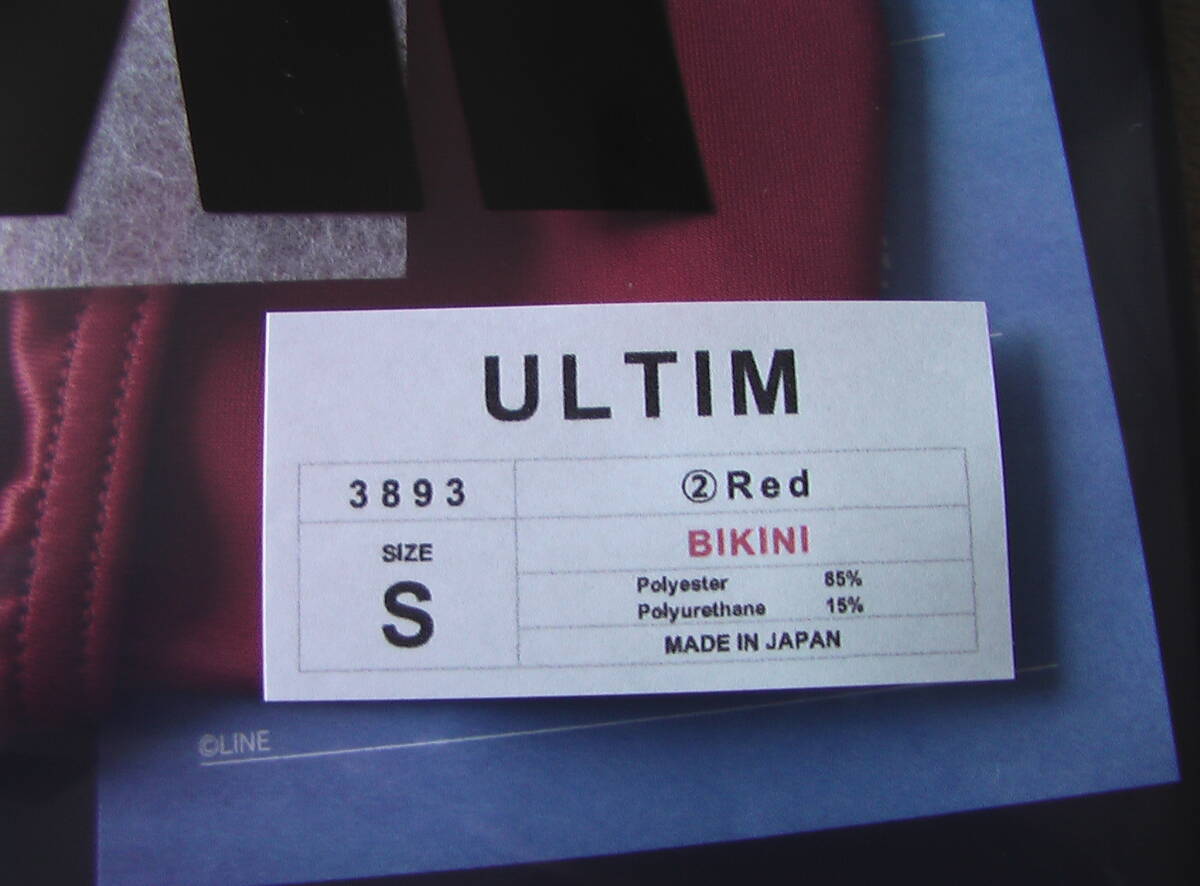 ULTIM
3893
②Red
SIZE
S
BIKINI
Polyester 85%
Polyurethane 15%
MADE IN JAPAN
©LINE